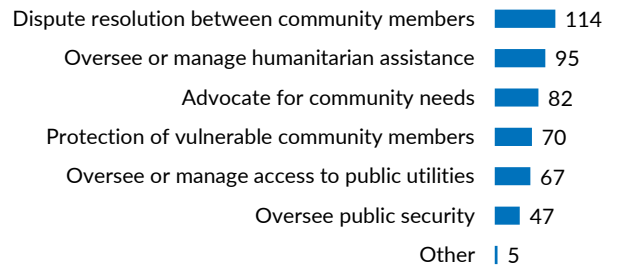 Dispute resolution between community members 114
Oversee or manage humanitarian assistance 95
Advocate for community needs 82
Protection of vulnerable community members 70
Oversee or manage access to public utilities 67
Oversee public security 47
Other 5